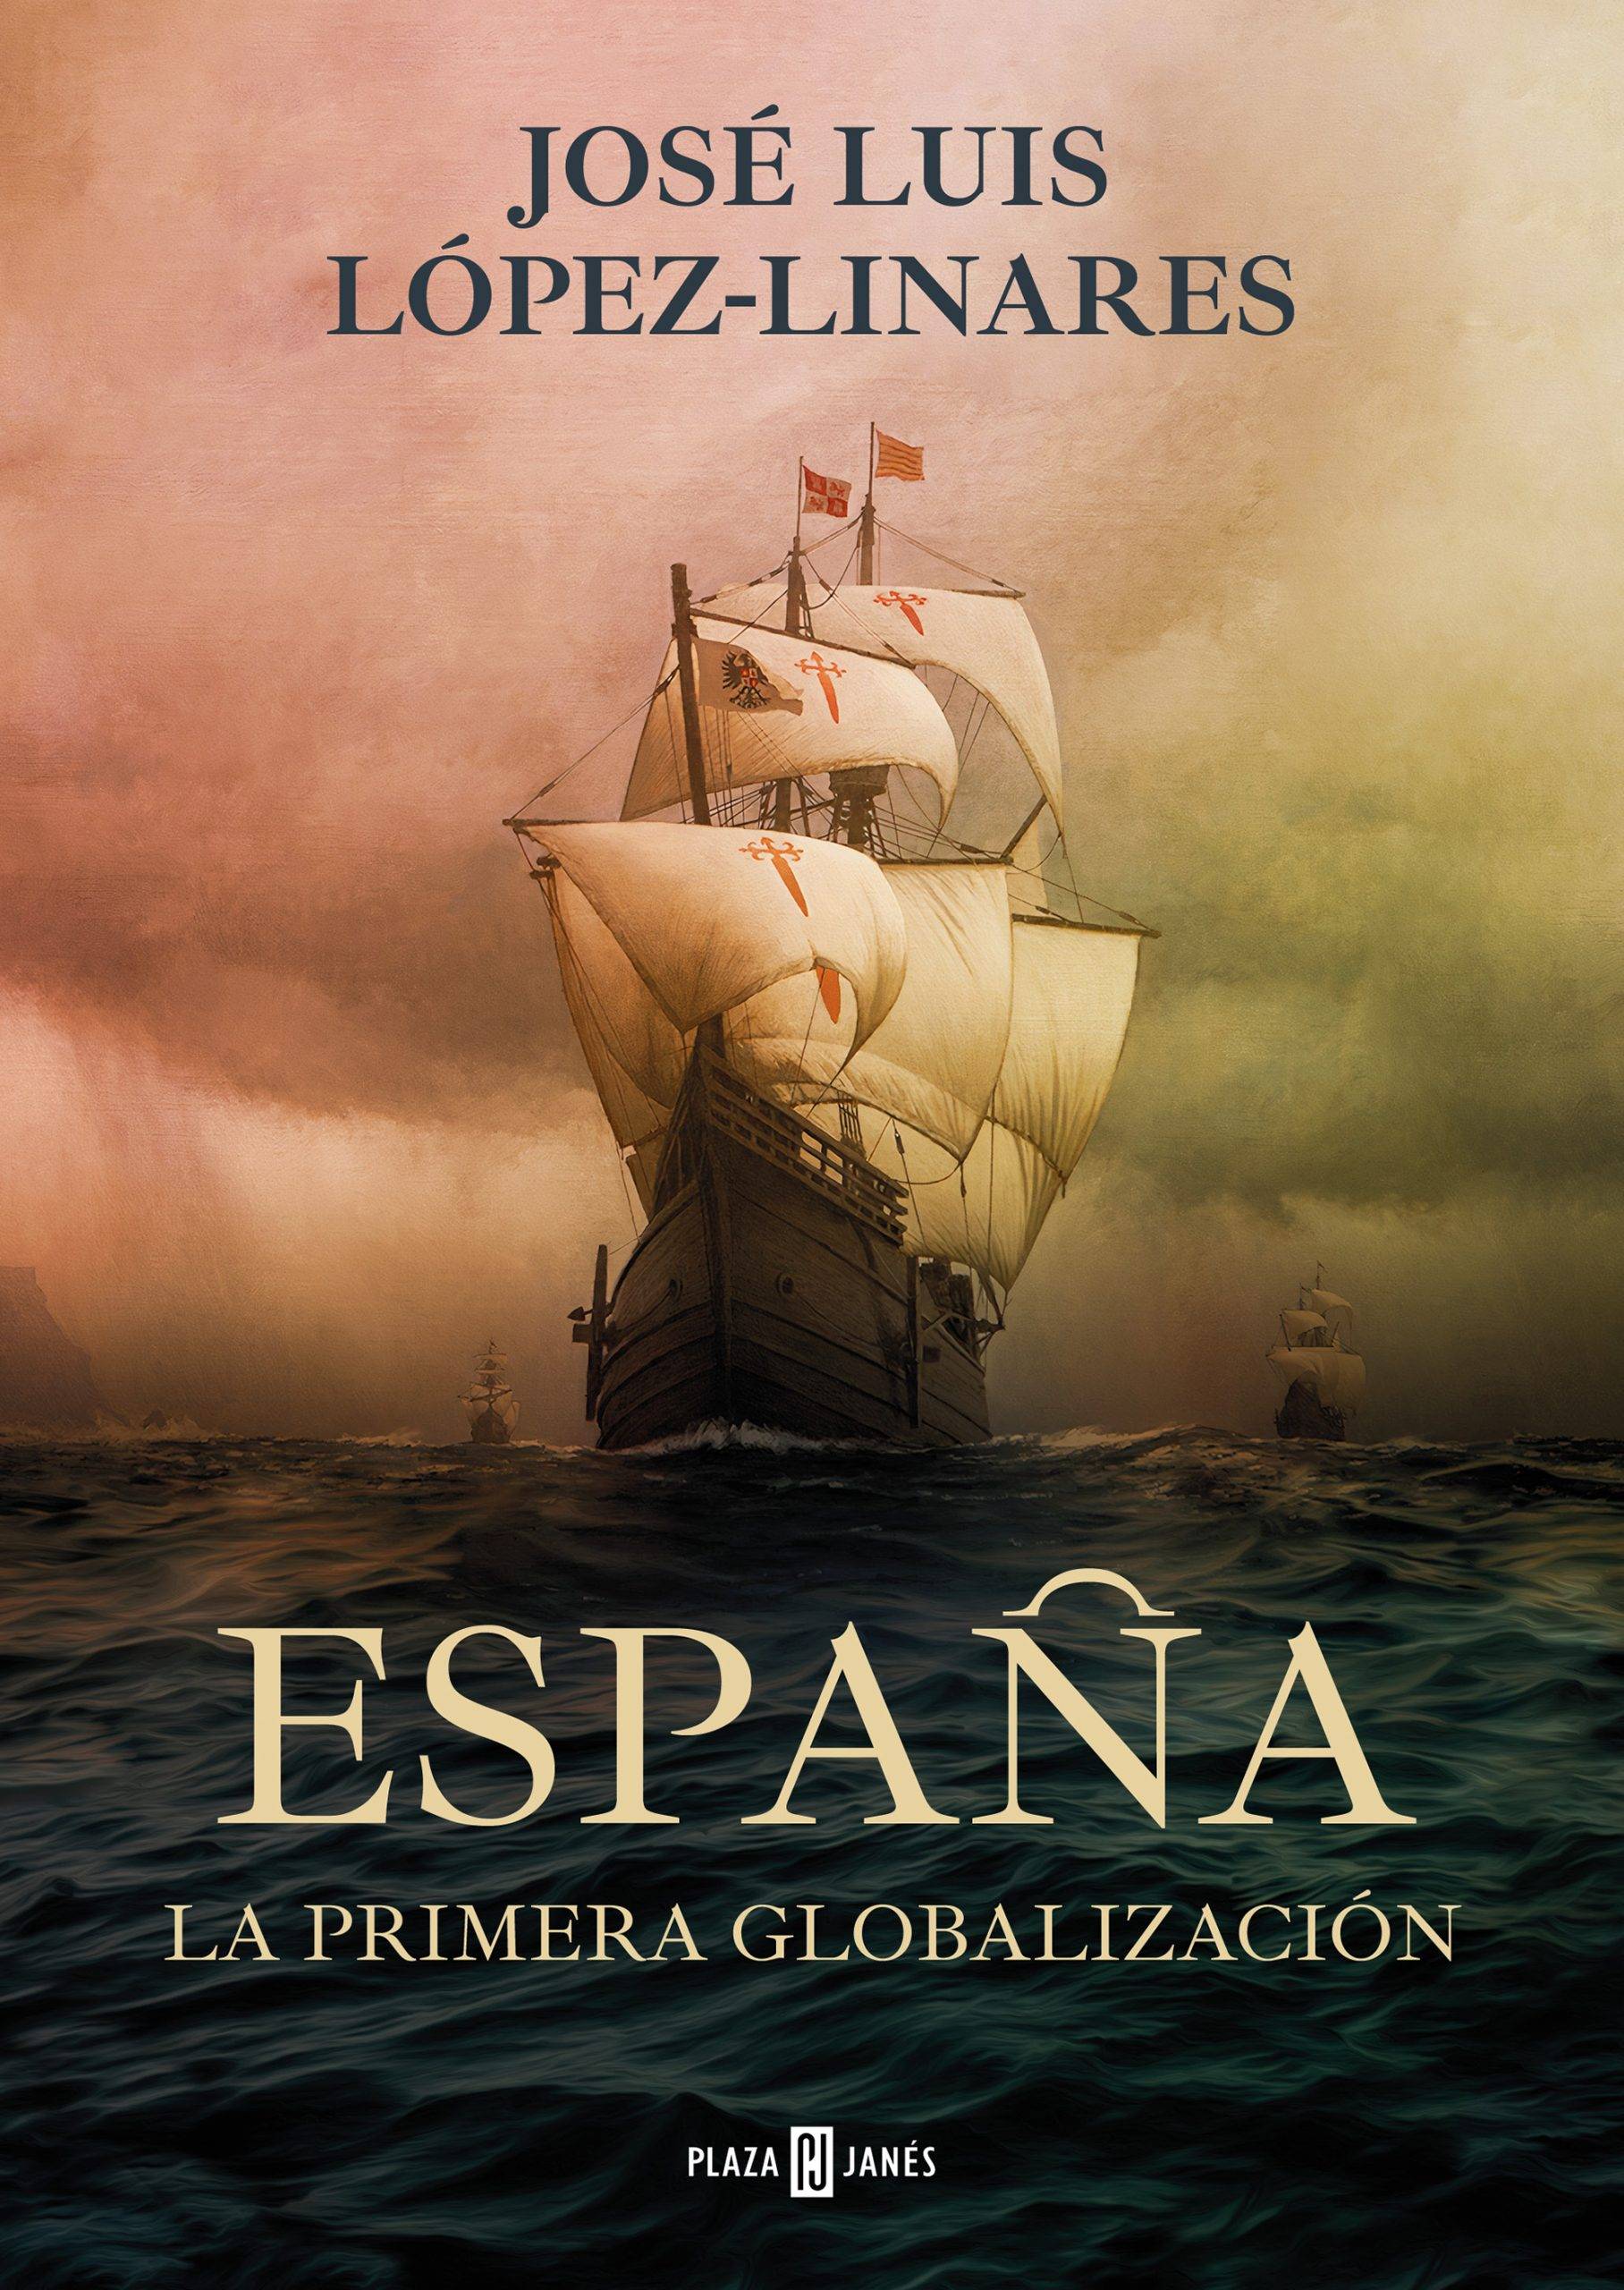 JOSÉ LUIS
LÓPEZ-LINARES
ESPAÑA
LA PRIMERA GLOBALIZACIÓN
PLAZA PJ JANÉS